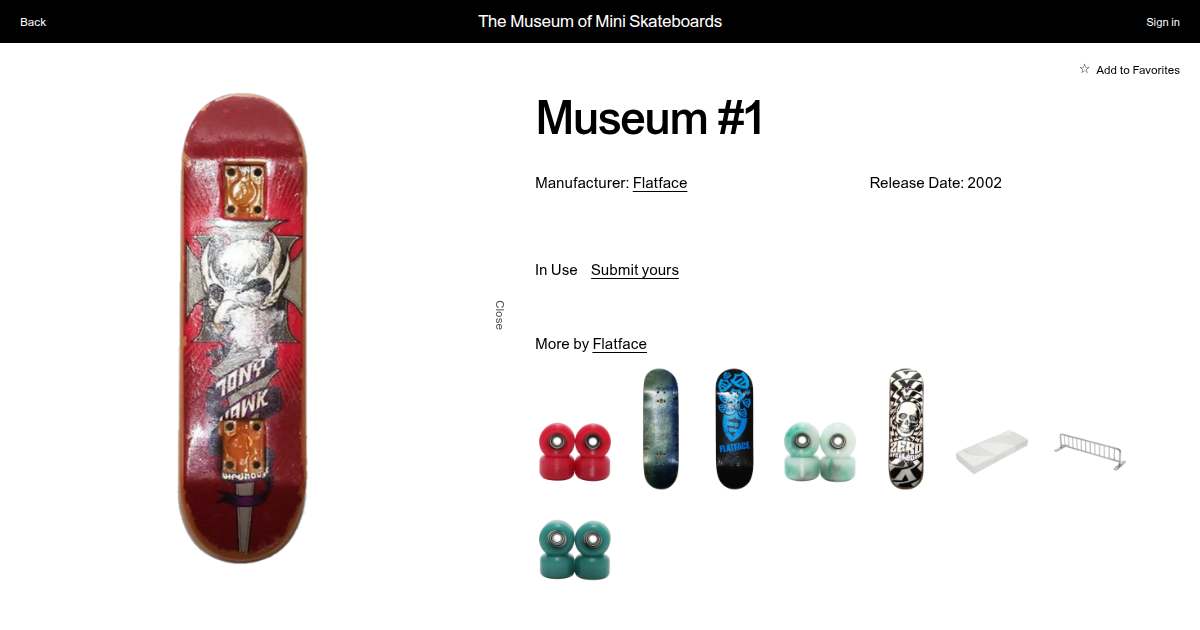 Back
The Museum of Mini Skateboards
Sign in
☆ Add to Favorites
Museum #1
Manufacturer: Flatface
Release Date: 2002
In Use Submit yours
Close
More by Flatface
TONY
HAWK
FLATFACE
ZERO